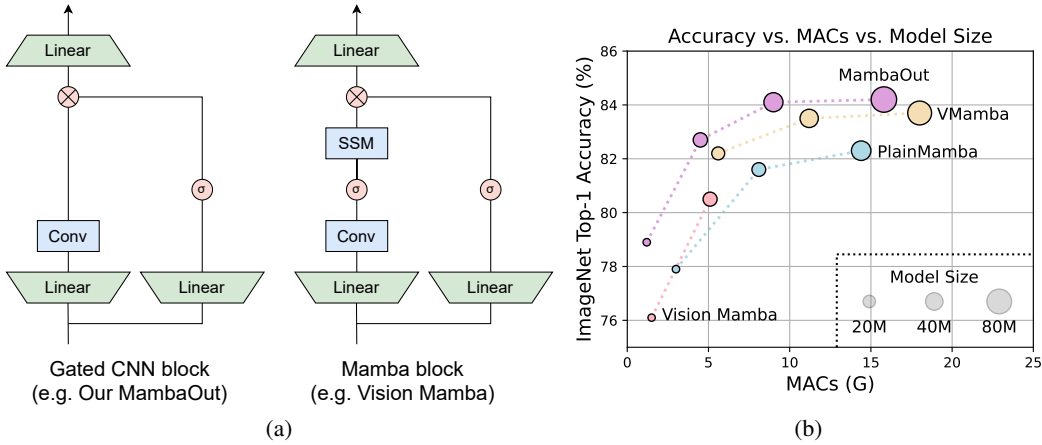 Linear
σ
Conv
Linear
Linear
Gated CNN block
(e.g. Our MambaOut)
Linear
SSM
σ
σ
Conv
Linear
Linear
Mamba block
(e.g. Vision Mamba)
(a)
Accuracy vs. MACs vs. Model Size
ImageNet Top-1 Accuracy (%)
86
84
82
80
78
76
MambaOut
VMamba
PlainMamba
Vision Mamba
Model Size
20M 40M 80M
0 5 10 15 20 25
MACs (G)
(b)